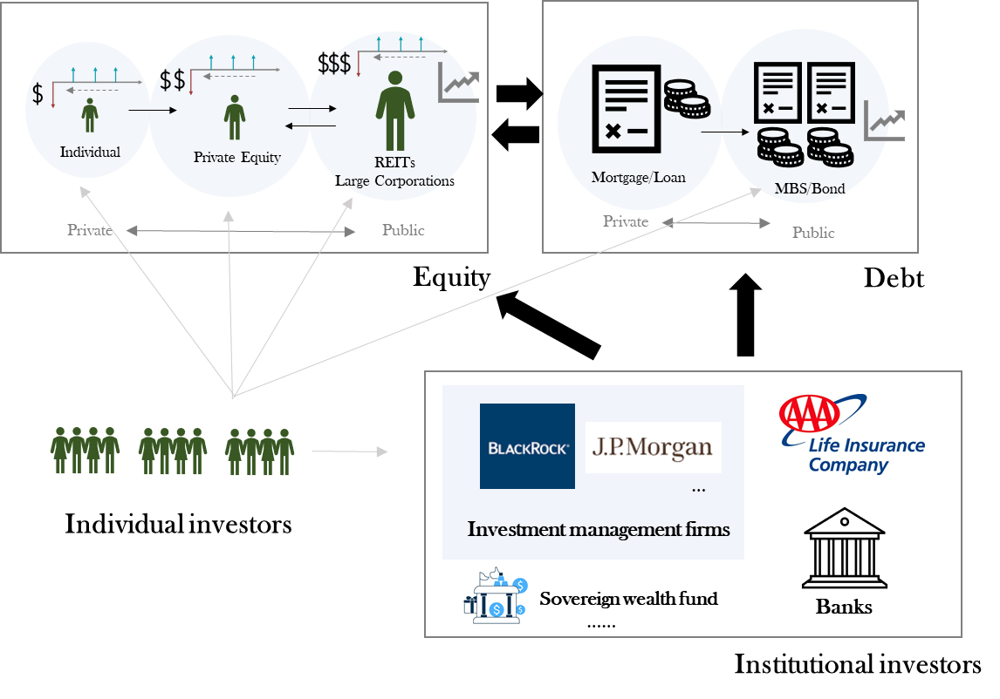 $
$$
$$$
Individual
Private Equity
REITs
Large Corporations
Private
Public
Equity
Mortgage/Loan
MBS/Bond
Private
Public
Debt
Individual investors
BLACKROCK®
J.P.Morgan
...
Investment management firms
AAA
Life Insurance
Company
$
$
$
Sovereign wealth fund
......
Banks
Institutional investors